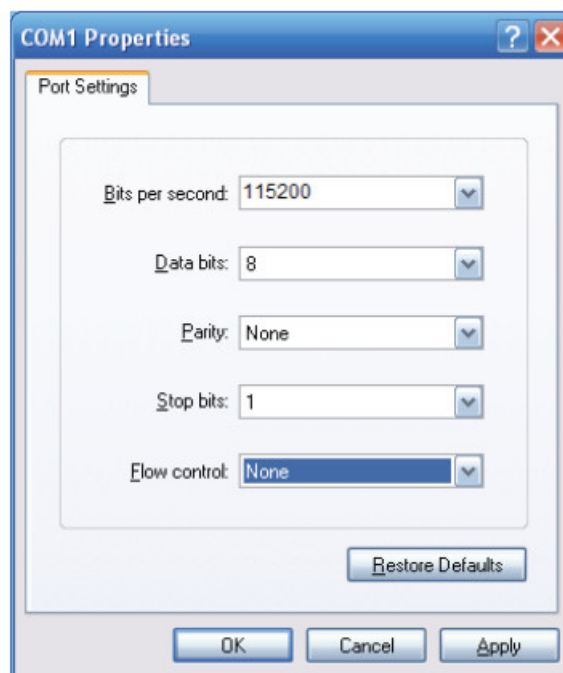 COM1 Properties
Port Settings
Bits per second: 115200
Data bits: 8
Parity: None
Stop bits: 1
Flow control: None
Restore Defaults
OK Cancel Apply